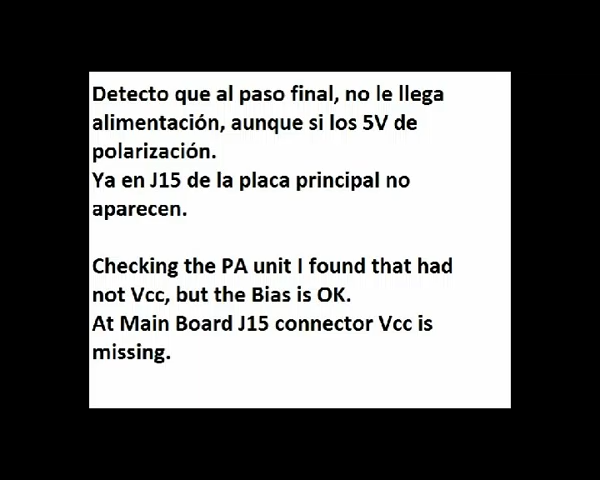 Detecto que al paso final, no le llega
alimentación, aunque si los 5V de
polarización.
Ya en J15 de la placa principal no
aparecen.
Checking the PA unit I found that had
not Vcc, but the Bias is OK.
At Main Board J15 connector Vcc is
missing.